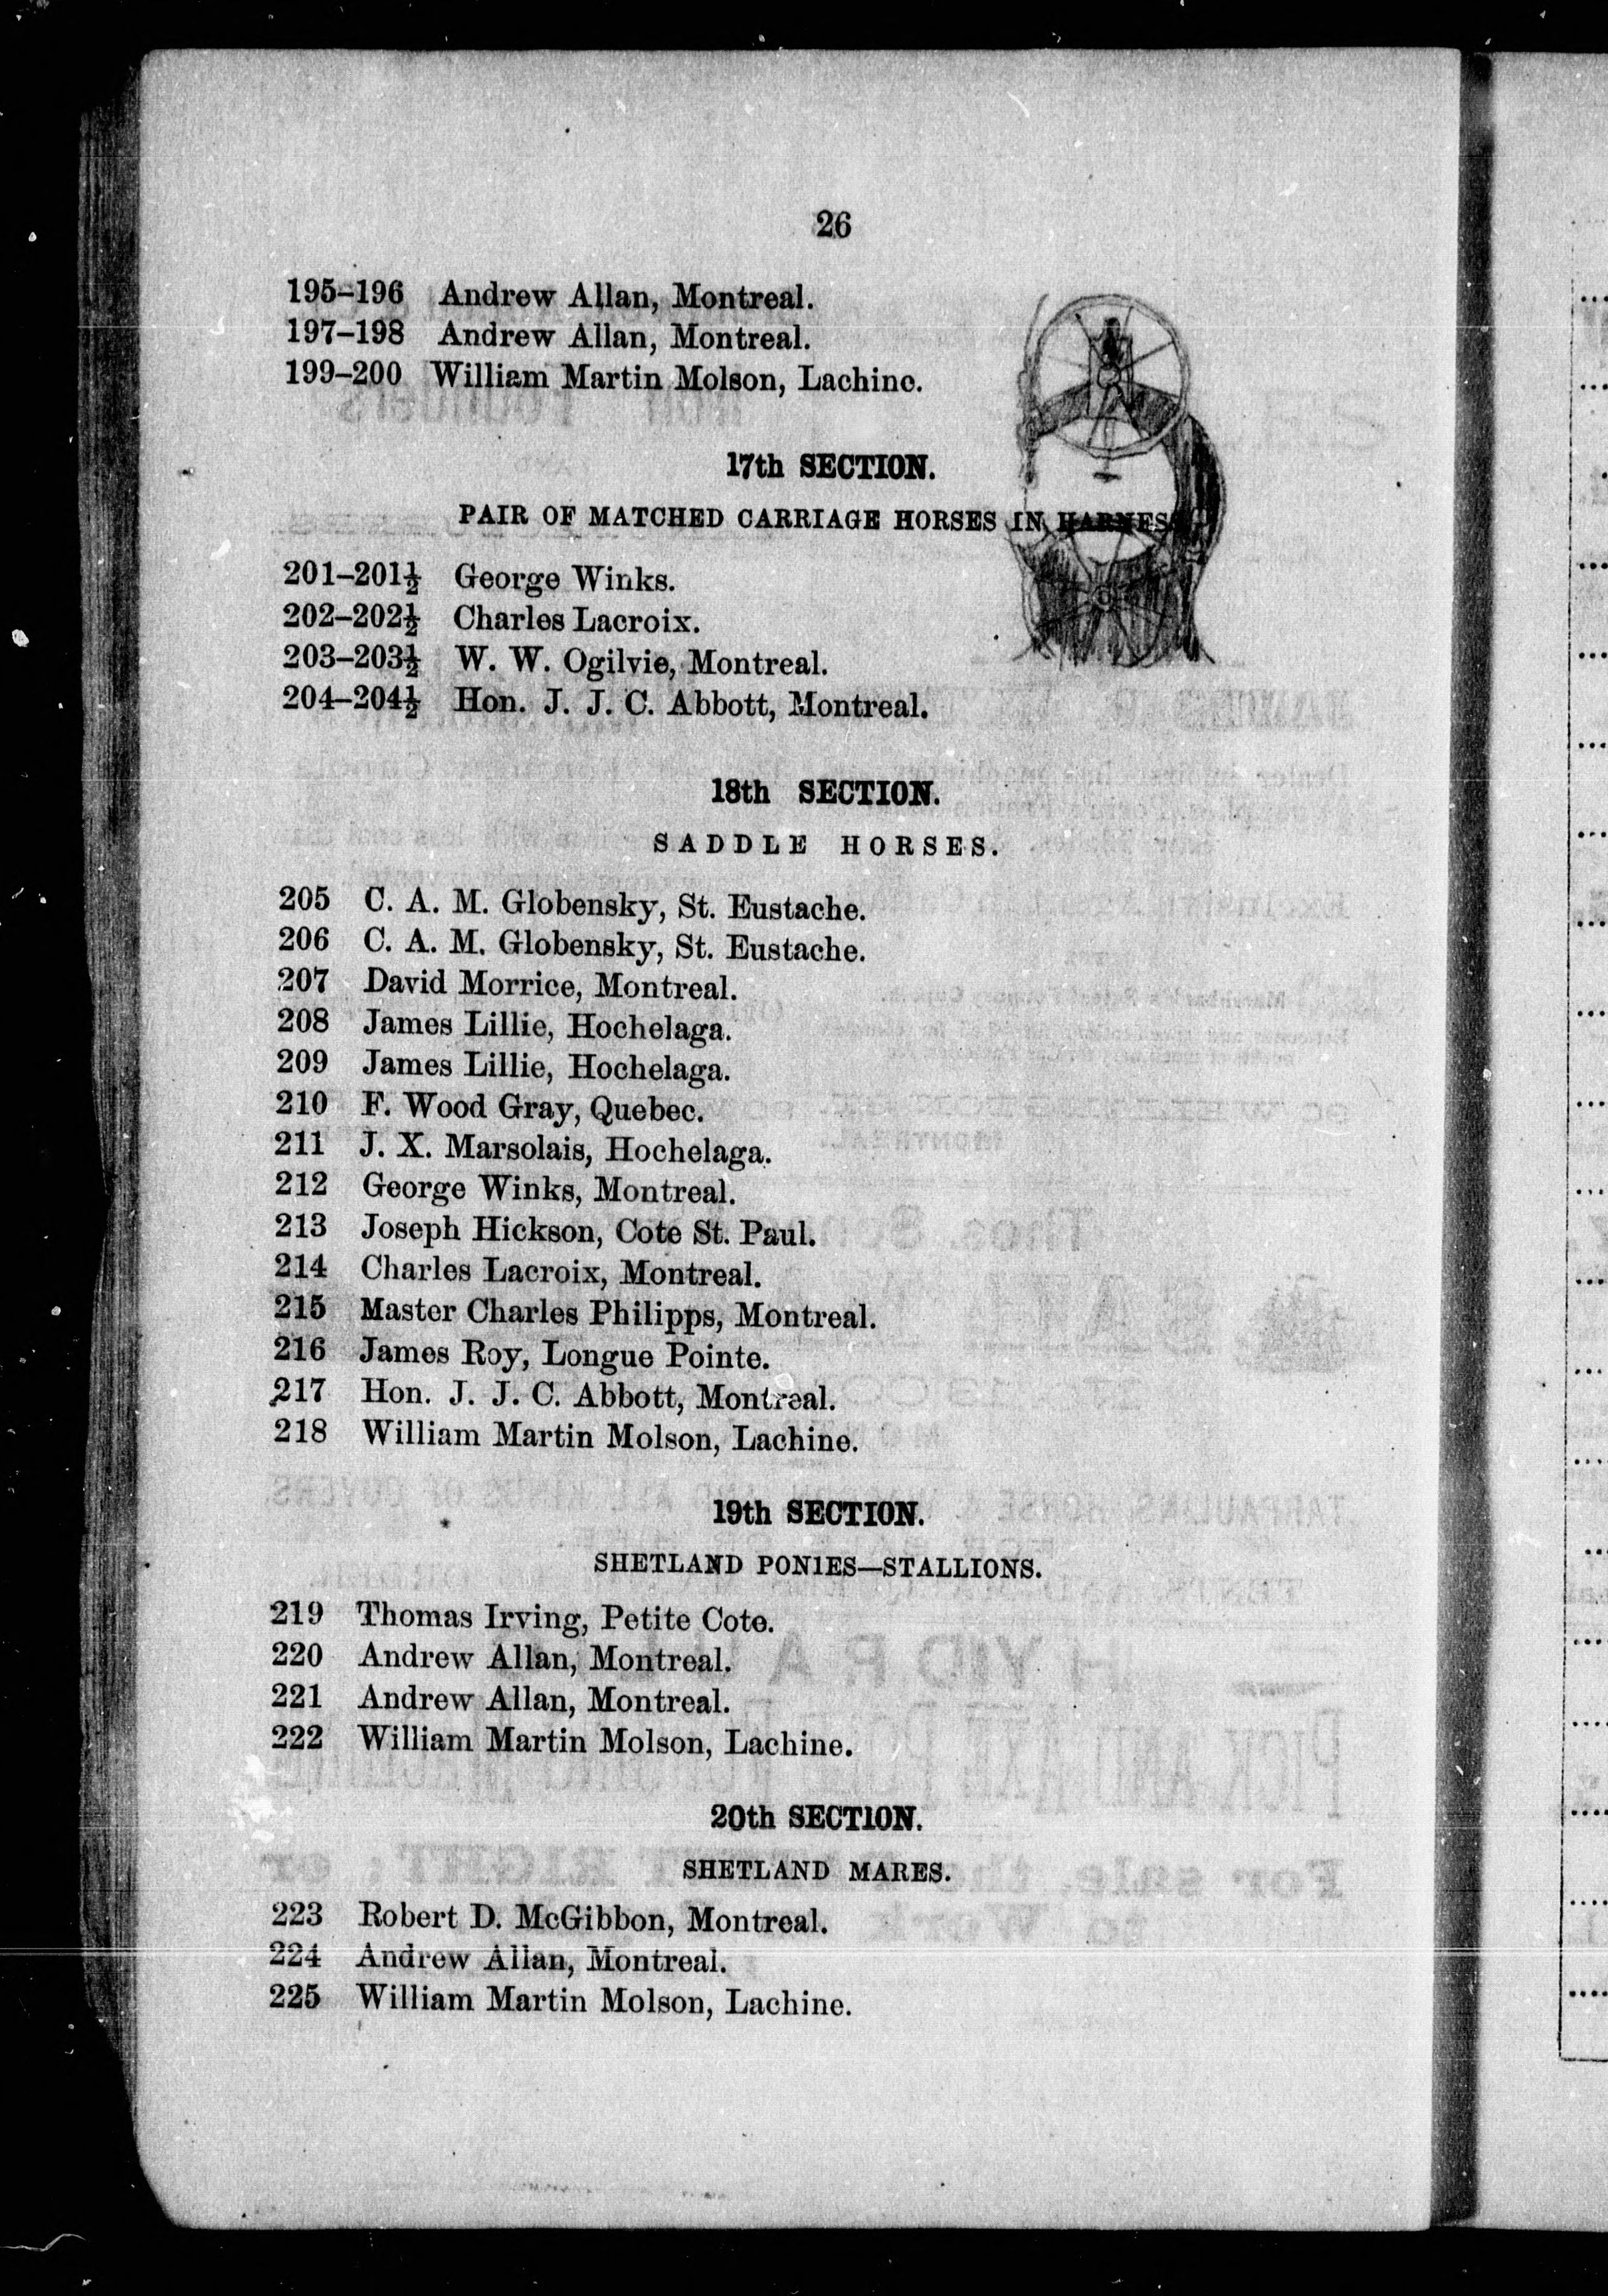 26
195–196 Andrew Allan, Montreal.
197–198 Andrew Allan, Montreal.
199–200 William Martin Molson, Lachine.
17th SECTION.
PAIR OF MATCHED CARRIAGE HORSES IN HARNESS
201–201½ George Winks.
202–202½ Charles Lacroix.
203–203½ W. W. Ogilvie, Montreal.
204–204½ Hon. J. J. C. Abbott, Montreal.
18th SECTION.
SADDLE HORSES.
205 C. A. M. Globensky, St. Eustache.
206 C. A. M. Globensky, St. Eustache.
207 David Morrice, Montreal.
208 James Lillie, Hochelaga.
209 James Lillie, Hochelaga.
210 F. Wood Gray, Quebec.
211 J. X. Marsolais, Hochelaga.
212 George Winks, Montreal.
213 Joseph Hickson, Cote St. Paul.
214 Charles Lacroix, Montreal.
215 Master Charles Philipps, Montreal.
216 James Roy, Longue Pointe.
217 Hon. J. J. C. Abbott, Montreal.
218 William Martin Molson, Lachine.
19th SECTION.
SHETLAND PONIES—STALLIONS.
219 Thomas Irving, Petite Cote.
220 Andrew Allan, Montreal.
221 Andrew Allan, Montreal.
222 William Martin Molson, Lachine.
20th SECTION.
SHETLAND MARES.
223 Robert D. McGibbon, Montreal.
224 Andrew Allan, Montreal.
225 William Martin Molson, Lachine.